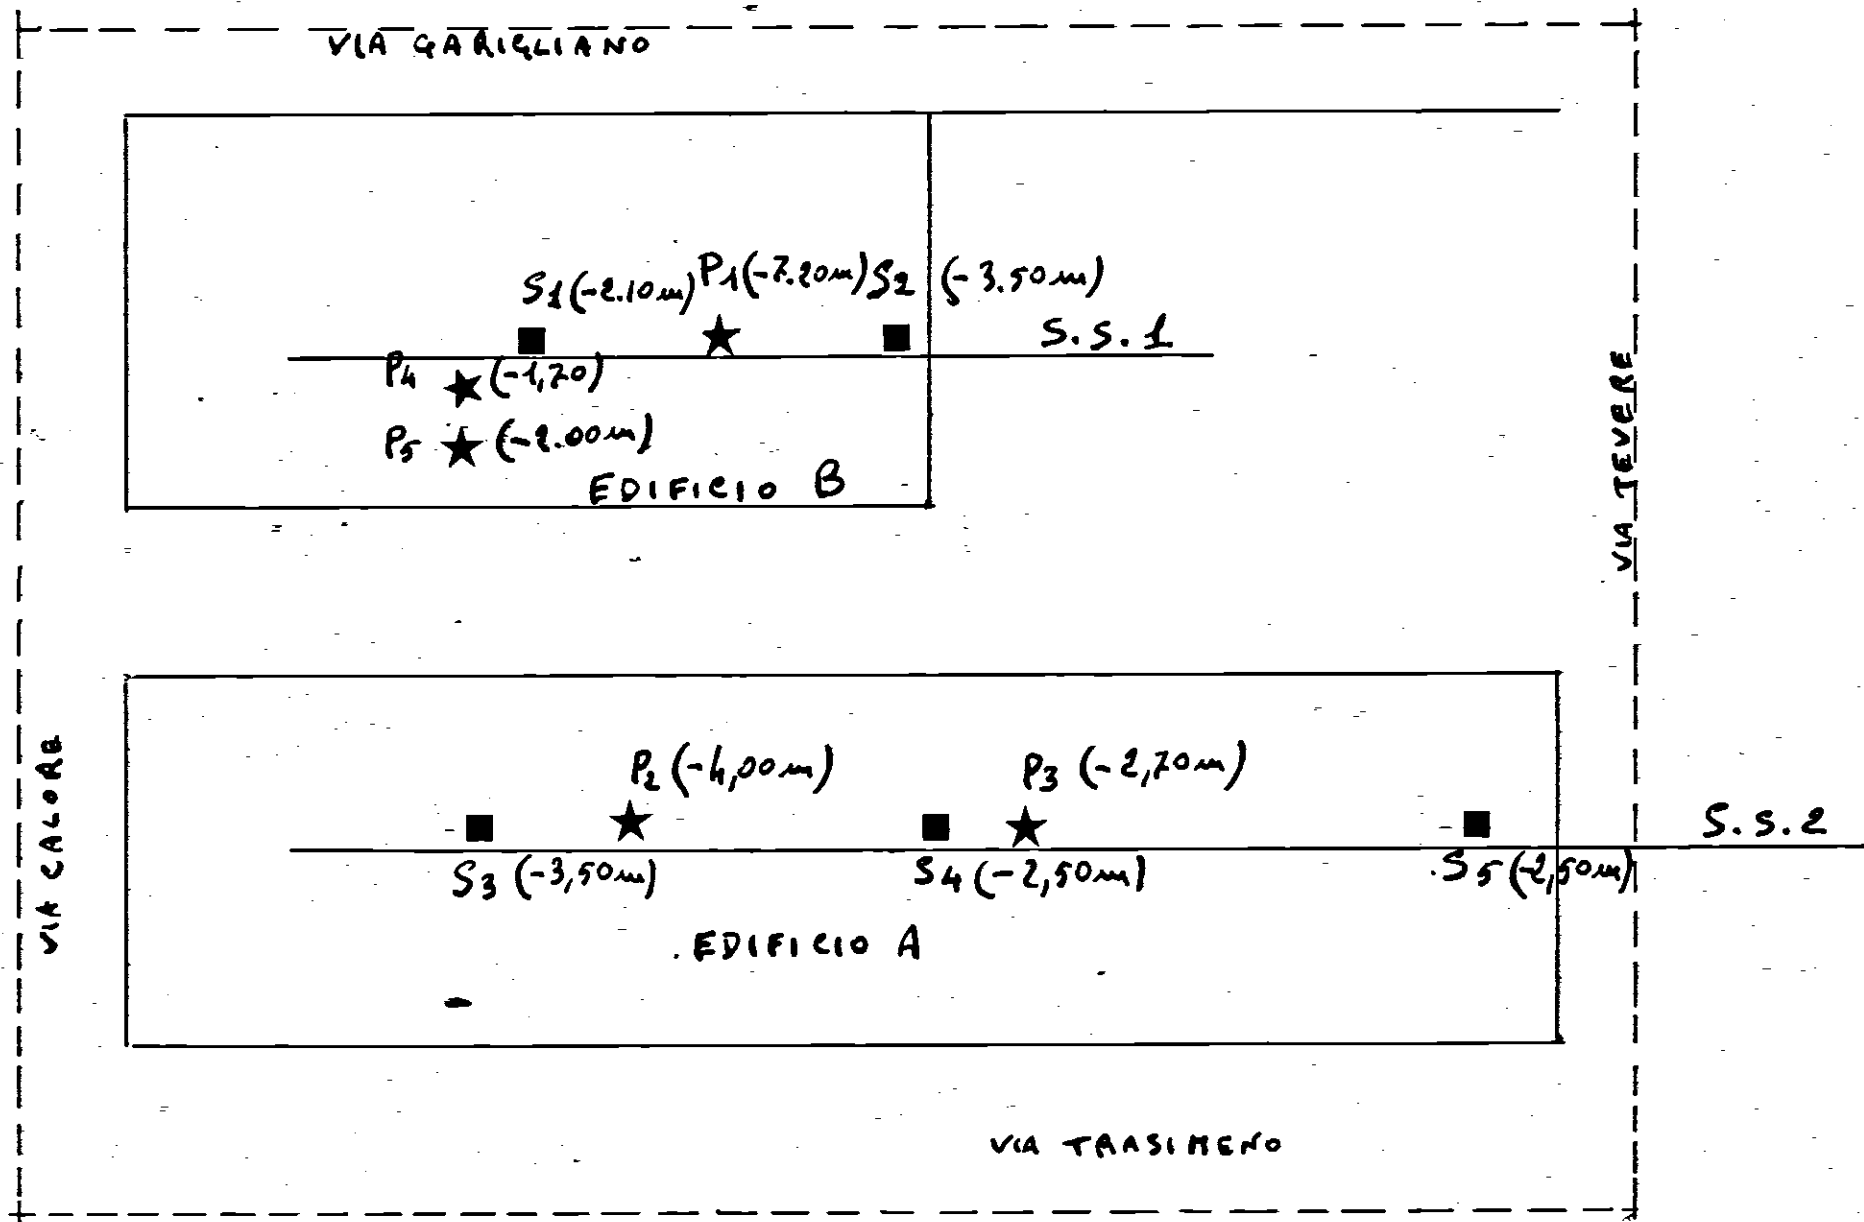 VIA GARIGLIANO
S1 (-2.10m) P1 (-7.20m) S2 (-3.50m)
S.S.1
P4 (-1,70)
P5 (-2.00m)
EDIFICIO B
VIA TEVERE
VIA CALORE
P2 (-4,00m) P3 (-2,70m)
S.S.2
S3 (-3,50m) S4 (-2,50m) S5 (-2,50m)
EDIFICIO A
VIA TRASIMENO